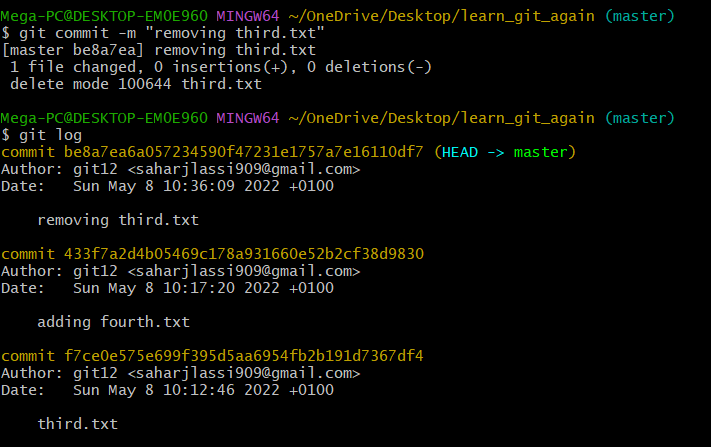 Mega-PC@DESKTOP-EM0E960 MINGW64 ~/OneDrive/Desktop/learn_git_again (master)
$ git commit -m "removing third.txt"
[master be8a7ea] removing third.txt
 1 file changed, 0 insertions(+), 0 deletions(-)
 delete mode 100644 third.txt

Mega-PC@DESKTOP-EM0E960 MINGW64 ~/OneDrive/Desktop/learn_git_again (master)
$ git log
commit be8a7ea6a057234590f47231e1757a7e16110df7 (HEAD -> master)
Author: git12 <saharjlassi909@gmail.com>
Date:   Sun May 8 10:36:09 2022 +0100

    removing third.txt

commit 433f7a2d4b05469c178a931660e52b2cf38d9830
Author: git12 <saharjlassi909@gmail.com>
Date:   Sun May 8 10:17:20 2022 +0100

    adding fourth.txt

commit f7ce0e575e699f395d5aa6954fb2b191d7367df4
Author: git12 <saharjlassi909@gmail.com>
Date:   Sun May 8 10:12:46 2022 +0100

    third.txt